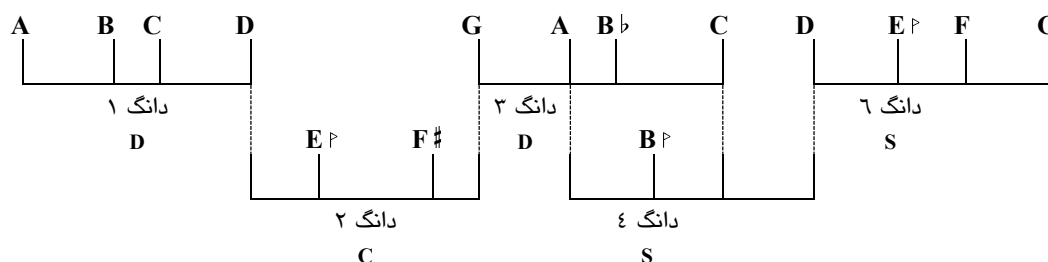 A B C D G A B♭ C D E𝇪 F
دانگ ۱
D
دانگ ۳
D
دانگ ٦
S
E𝇪 F♯ B𝇪
دانگ ۲
C
دانگ ٤
S